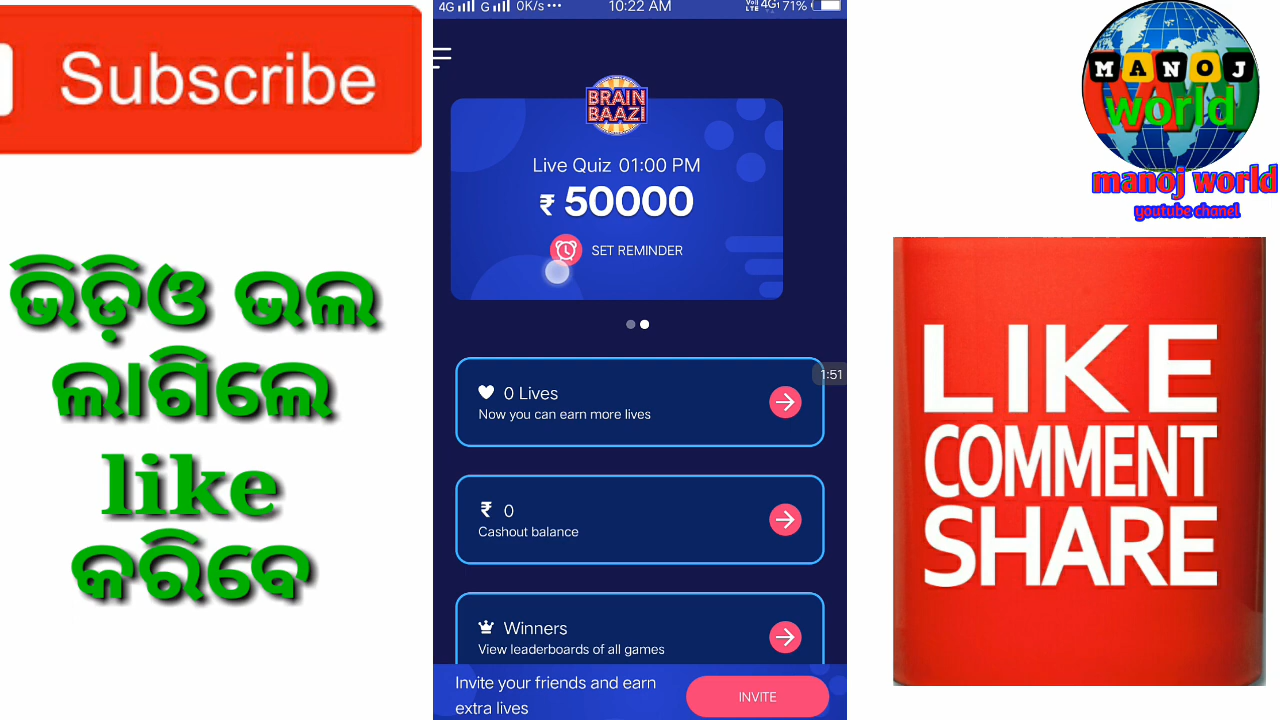 Subscribe
ଭିଡ଼ିଓ ଭଲ
ଲାଗିଲେ
like
କରିବେ
4G G 0K/s ••• 10:22 AM 4G 71%
BRAIN
BAAZI
Live Quiz 01:00 PM
₹ 50000
SET REMINDER
1:51
0 Lives
Now you can earn more lives
₹ 0
Cashout balance
Winners
View leaderboards of all games
Invite your friends and earn
extra lives
INVITE
MANOJ
world
manoj world
youtube chanel
LIKE
COMMENT
SHARE